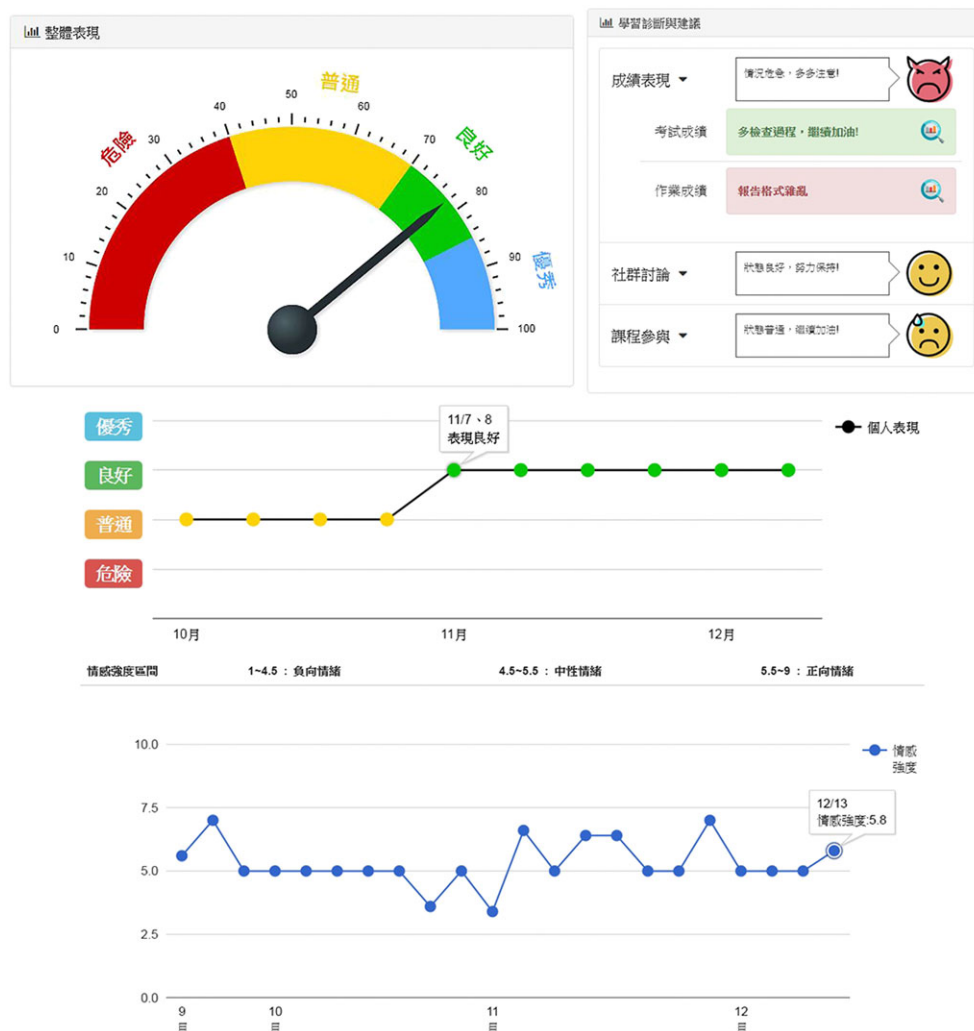 整體表現
危險
普通
良好
優秀
0
10
20
30
40
50
60
70
80
90
100
學習診斷與建議
成績表現
情況危急，多多注意!
考試成績
多檢查過程，繼續加油!
作業成績
報告格式雜亂
社群討論
狀態良好，努力保持!
課程參與
狀態普通，繼續加油!
優秀
良好
普通
危險
11/7、8
表現良好
個人表現
10月
11月
12月
情感強度區間
1~4.5 : 負向情緒
4.5~5.5 : 中性情緒
5.5~9 : 正向情緒
10.0
7.5
5.0
2.5
0.0
情感
強度
12/13
情感強度:5.8
9
月
10
月
11
月
12
月